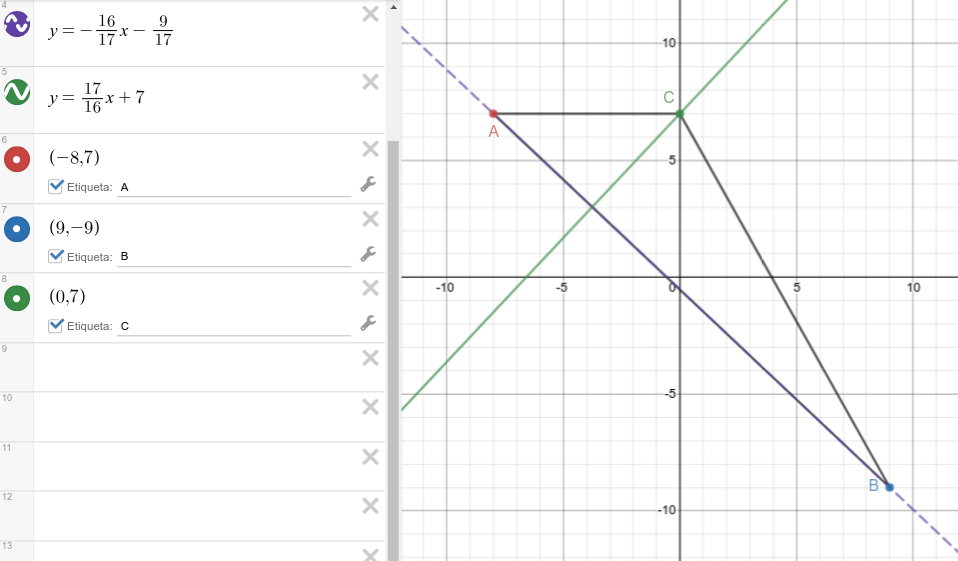 4
y = −16/17x − 9/17
5
y = 17/16x + 7
6
(−8,7)
Etiqueta: A
7
(9,−9)
Etiqueta: B
8
(0,7)
Etiqueta: C
9
10
11
12
13
10
C
A
5
-10
-5
0
5
10
-5
B
-10